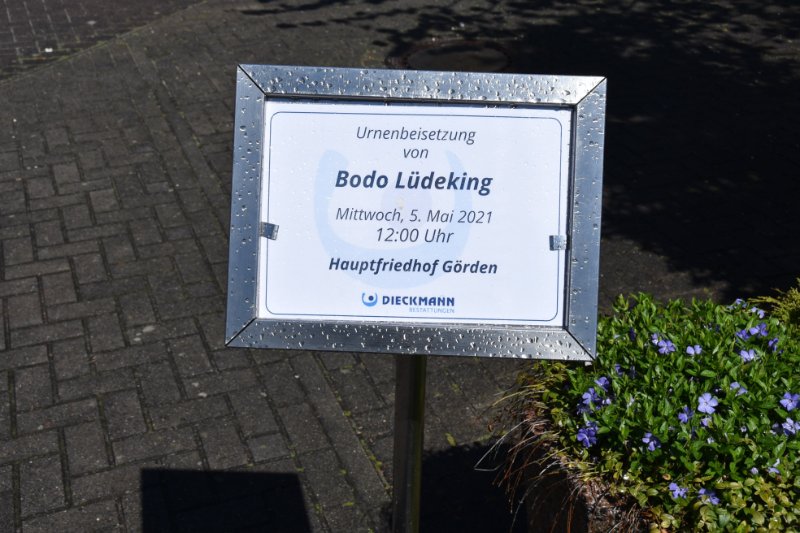 Urnenbeisetzung
von
Bodo Lüdeking
Mittwoch, 5. Mai 2021
12:00 Uhr
Hauptfriedhof Görden
DIECKMANN
BESTATTUNGEN